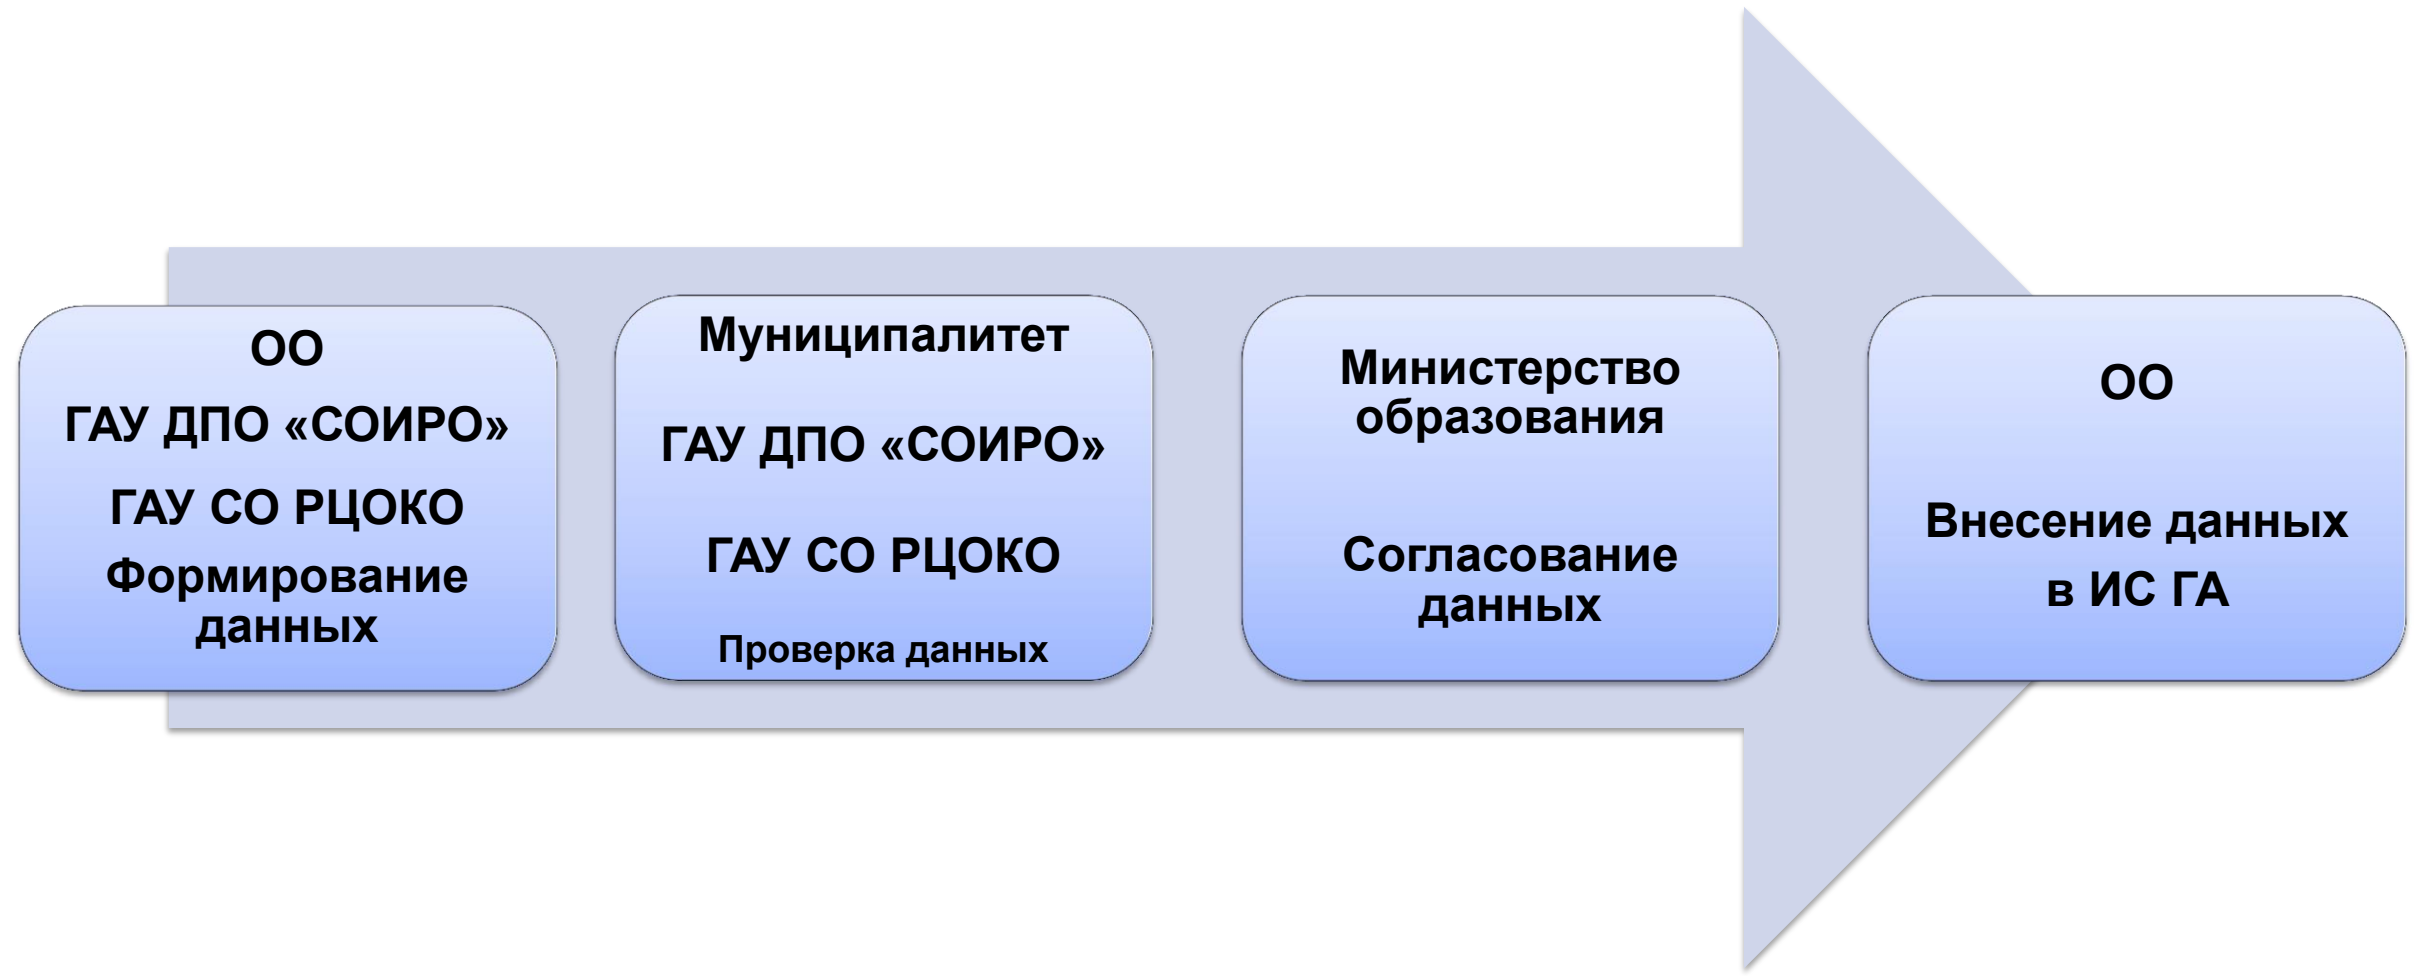 ОО
ГАУ ДПО «СОИРО»
ГАУ СО РЦОКО
Формирование
данных
Муниципалитет
ГАУ ДПО «СОИРО»
ГАУ СО РЦОКО
Проверка данных
Министерство
образования
Согласование
данных
ОО
Внесение данных
в ИС ГА